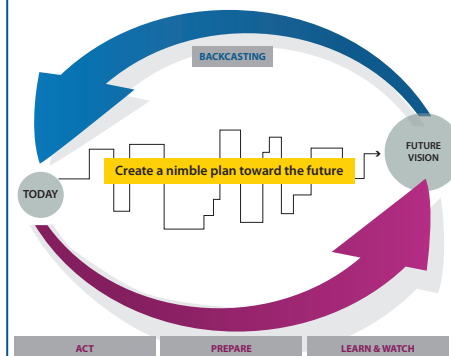 BACKCASTING
FUTURE
VISION
Create a nimble plan toward the future
TODAY
ACT
PREPARE
LEARN & WATCH